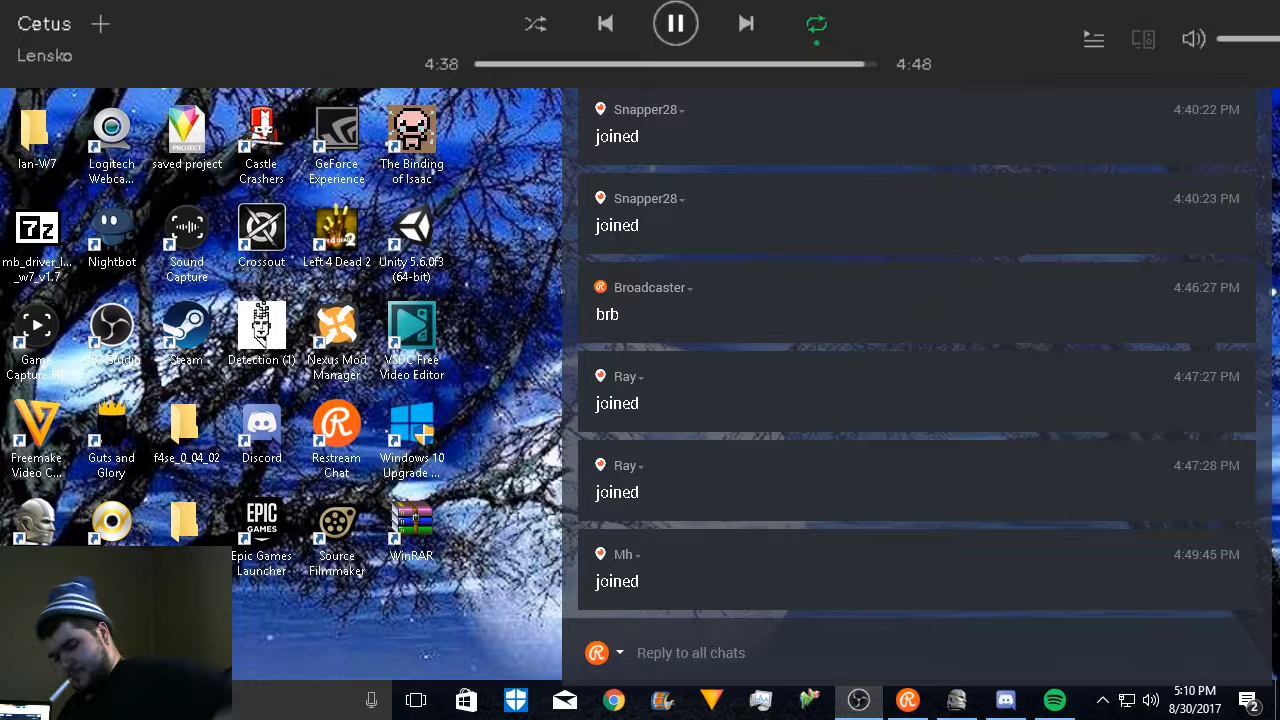 Cetus
Lensko
4:38
4:48
Ian-W7
Logitech Webca...
saved project
PROJECT
Castle Crashers
GeForce Experience
The Binding of Isaac
7z
mb_driver_l... _w7_v1.7
Nightbot
Sound Capture
Crossout
Left 4 Dead 2
Unity 5.6.0f3 (64-bit)
Game Capture HD
Studio
Steam
Detection (1)
Nexus Mod Manager
VSDC Free Video Editor
Freemake Video C...
Guts and Glory
f4se_0_04_02
Discord
Restream Chat
Windows 10 Upgrade ...
EPIC GAMES
Epic Games Launcher
Source Filmmaker
WinRAR
Snapper28
4:40:22 PM
joined
Snapper28
4:40:23 PM
joined
Broadcaster
4:46:27 PM
brb
Ray
4:47:27 PM
joined
Ray
4:47:28 PM
joined
Mh
4:49:45 PM
joined
Reply to all chats
5:10 PM
8/30/2017
2